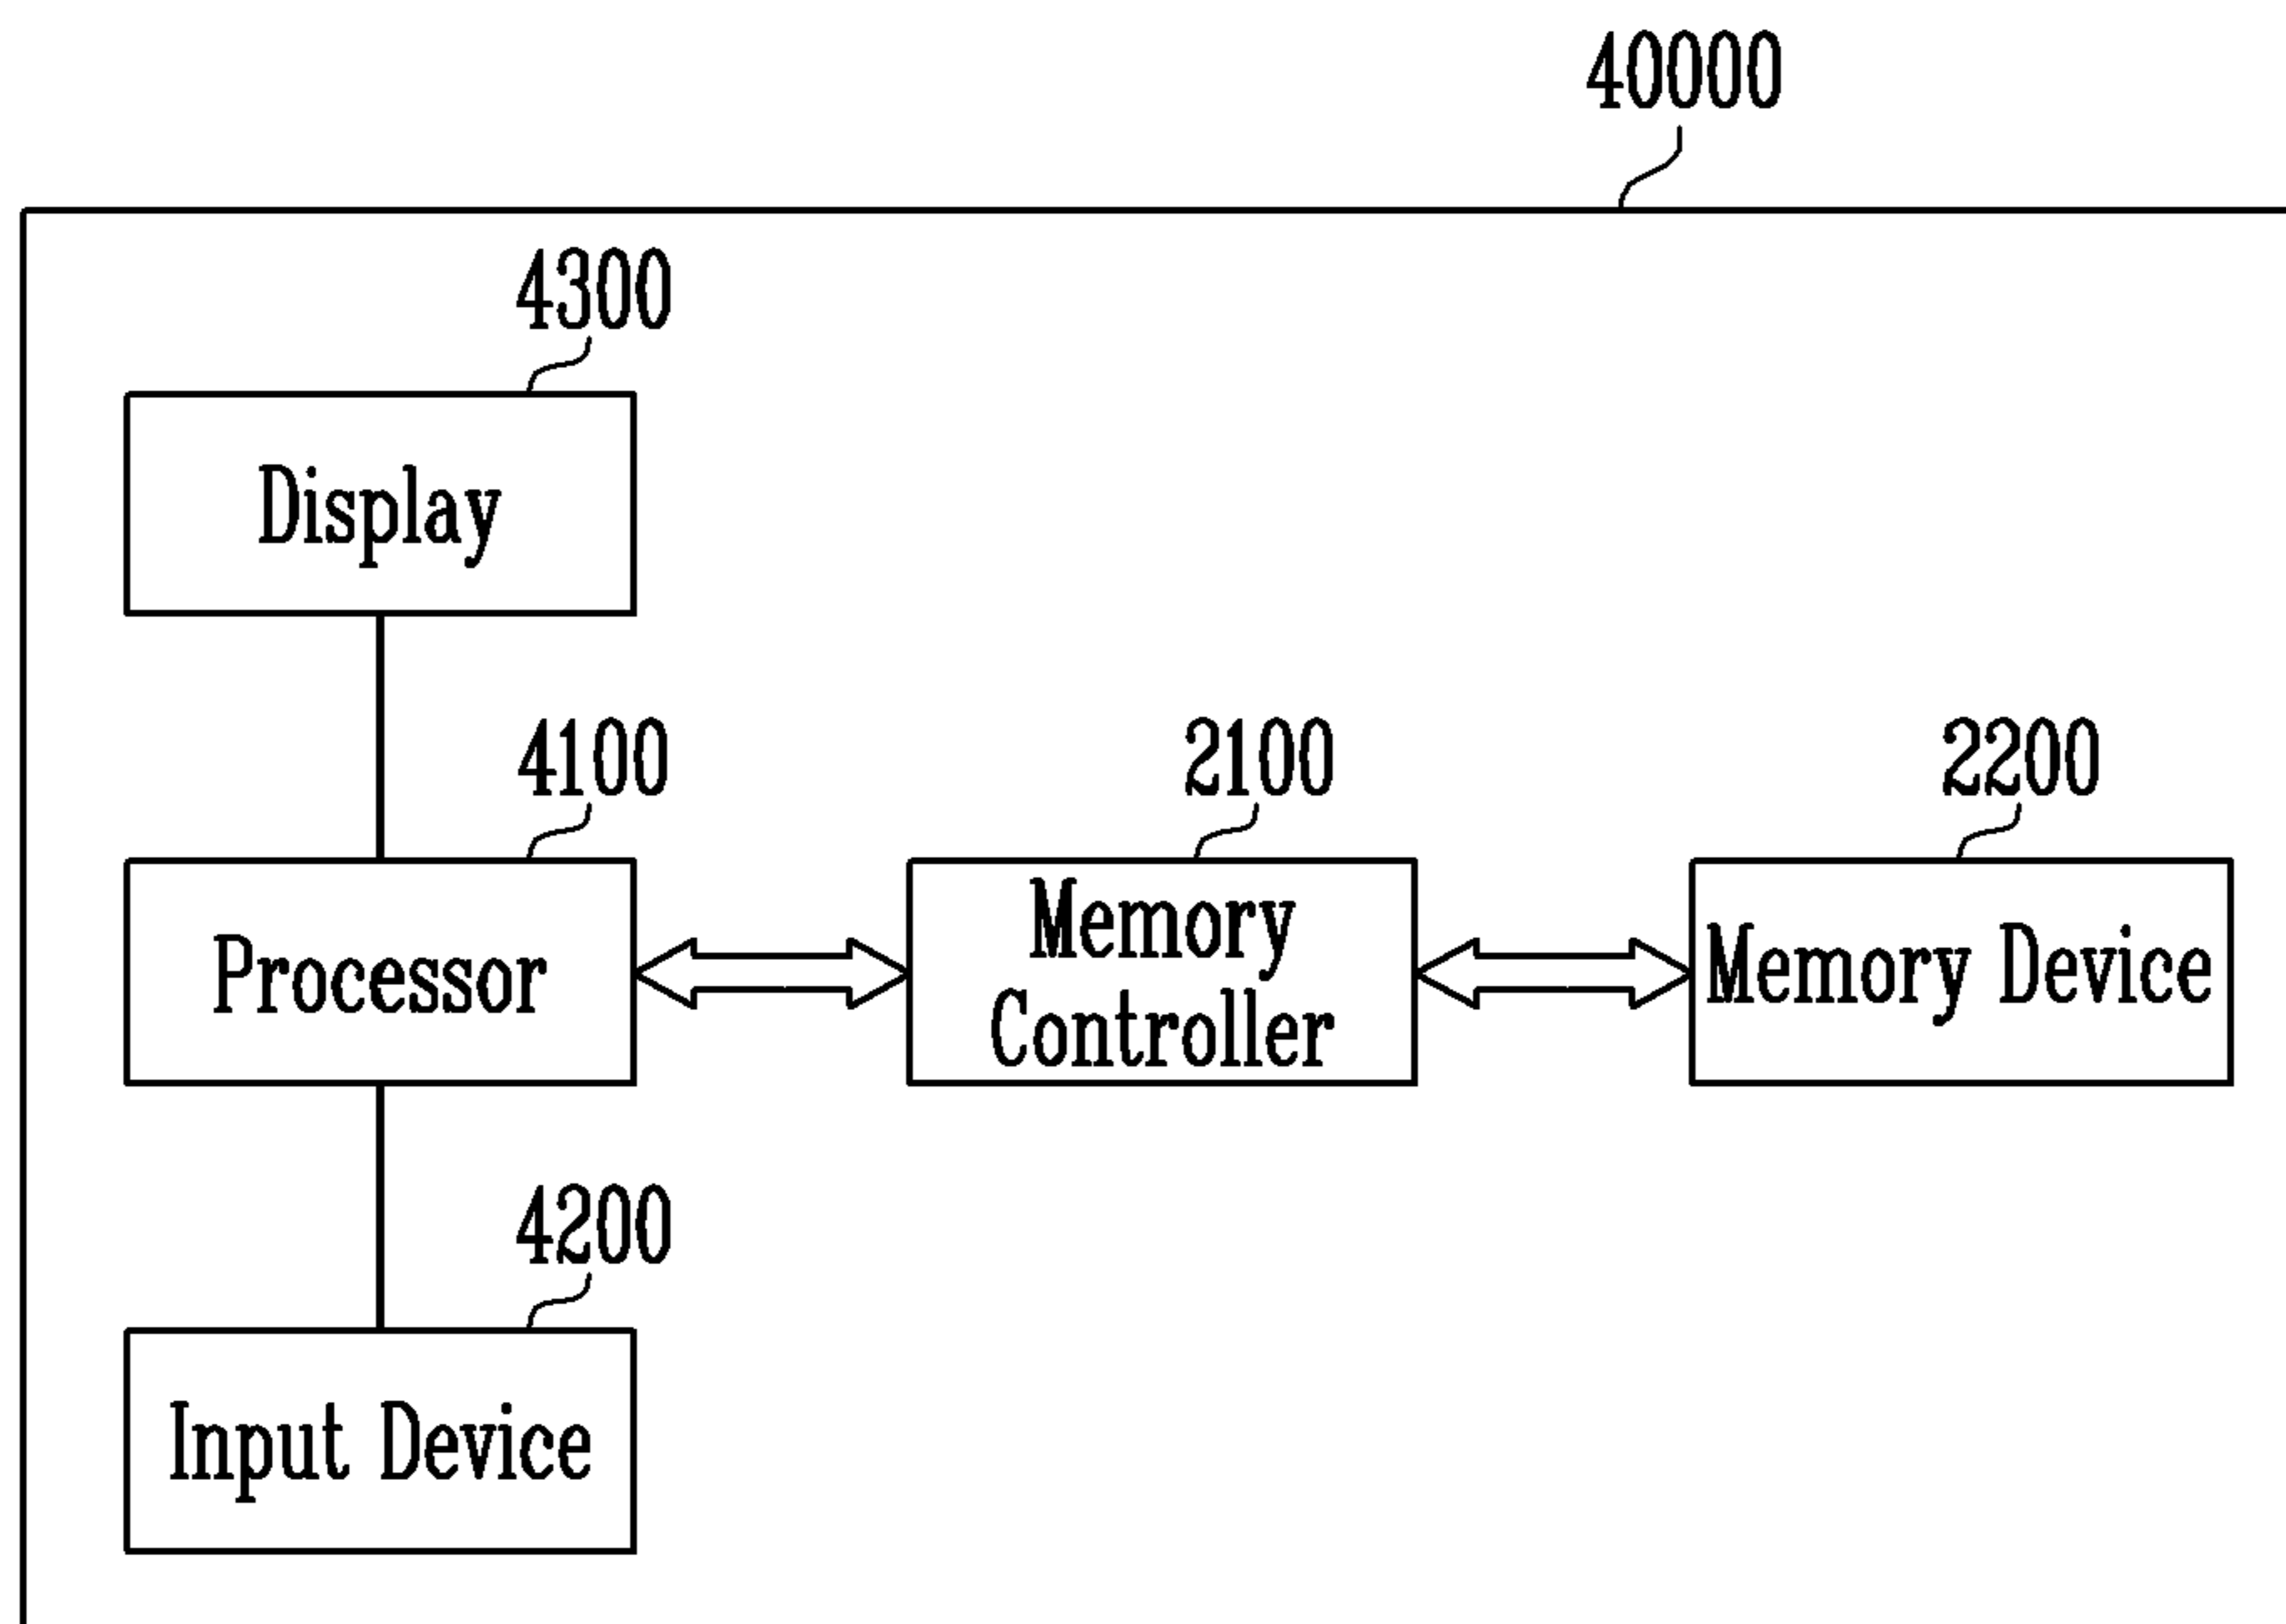 40000
4300
Display
4100
2100
2200
Processor
Memory
Controller
Memory Device
4200
Input Device